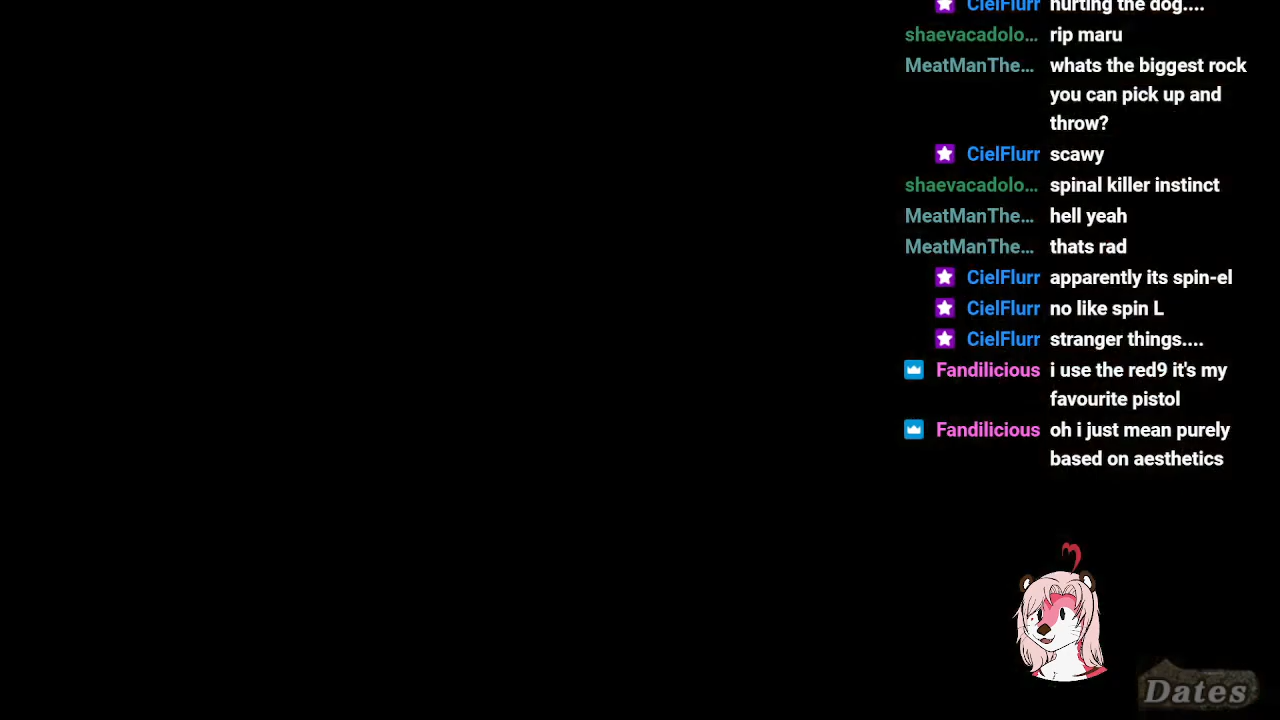 CielFlurr hurting the dog....
shaevacadolo... rip maru
MeatManThe... whats the biggest rock
you can pick up and
throw?
CielFlurr scawy
shaevacadolo... spinal killer instinct
MeatManThe... hell yeah
MeatManThe... thats rad
CielFlurr apparently its spin-el
CielFlurr no like spin L
CielFlurr stranger things....
Fandilicious i use the red9 it's my
favourite pistol
Fandilicious oh i just mean purely
based on aesthetics
Dates